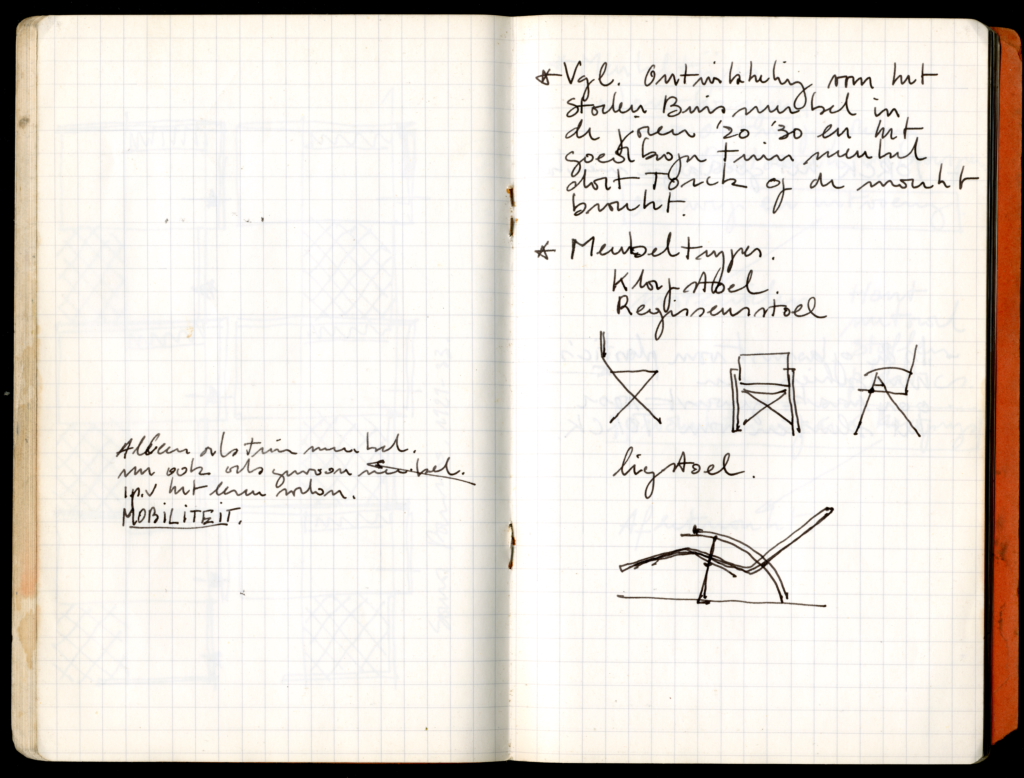 Alleen als tuin meubel.
nu ook als gewoon meubel.
i.p.v het leren salon.
MOBILITEIT.
* Vgl. Ontwikkeling van het
stalen Buis meubel in
de jaren '20 '30 en het
goedkope tuin meubel
dat Torck op de markt
bracht.
* Meubeltypes.
Klapstoel.
Regisseursstoel
ligstoel.